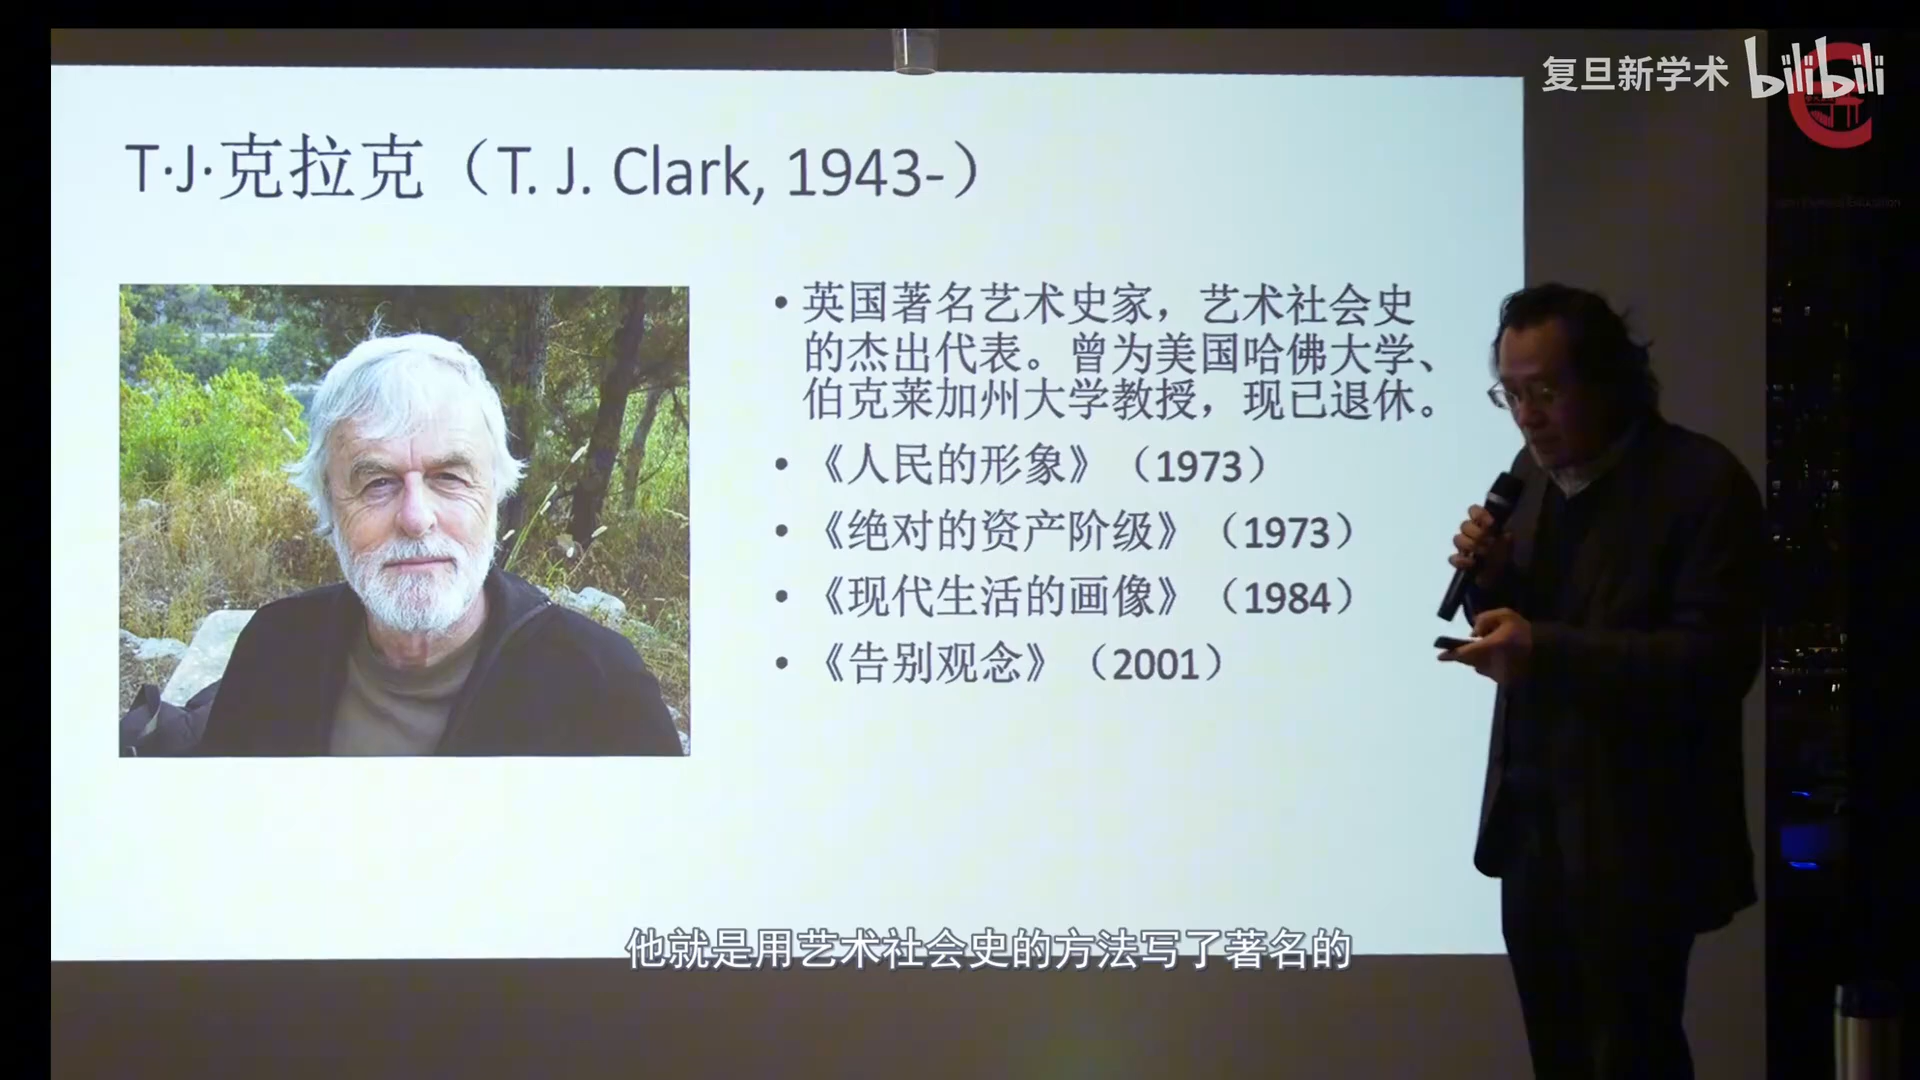 复旦新学术 bilibili
T·J·克拉克（T. J. Clark, 1943-）
• 英国著名艺术史家，艺术社会史
的杰出代表。曾为美国哈佛大学、
伯克莱加州大学教授，现已退休。
• 《人民的形象》（1973）
• 《绝对的资产阶级》（1973）
• 《现代生活的画像》（1984）
• 《告别观念》（2001）
他就是用艺术社会史的方法写了著名的